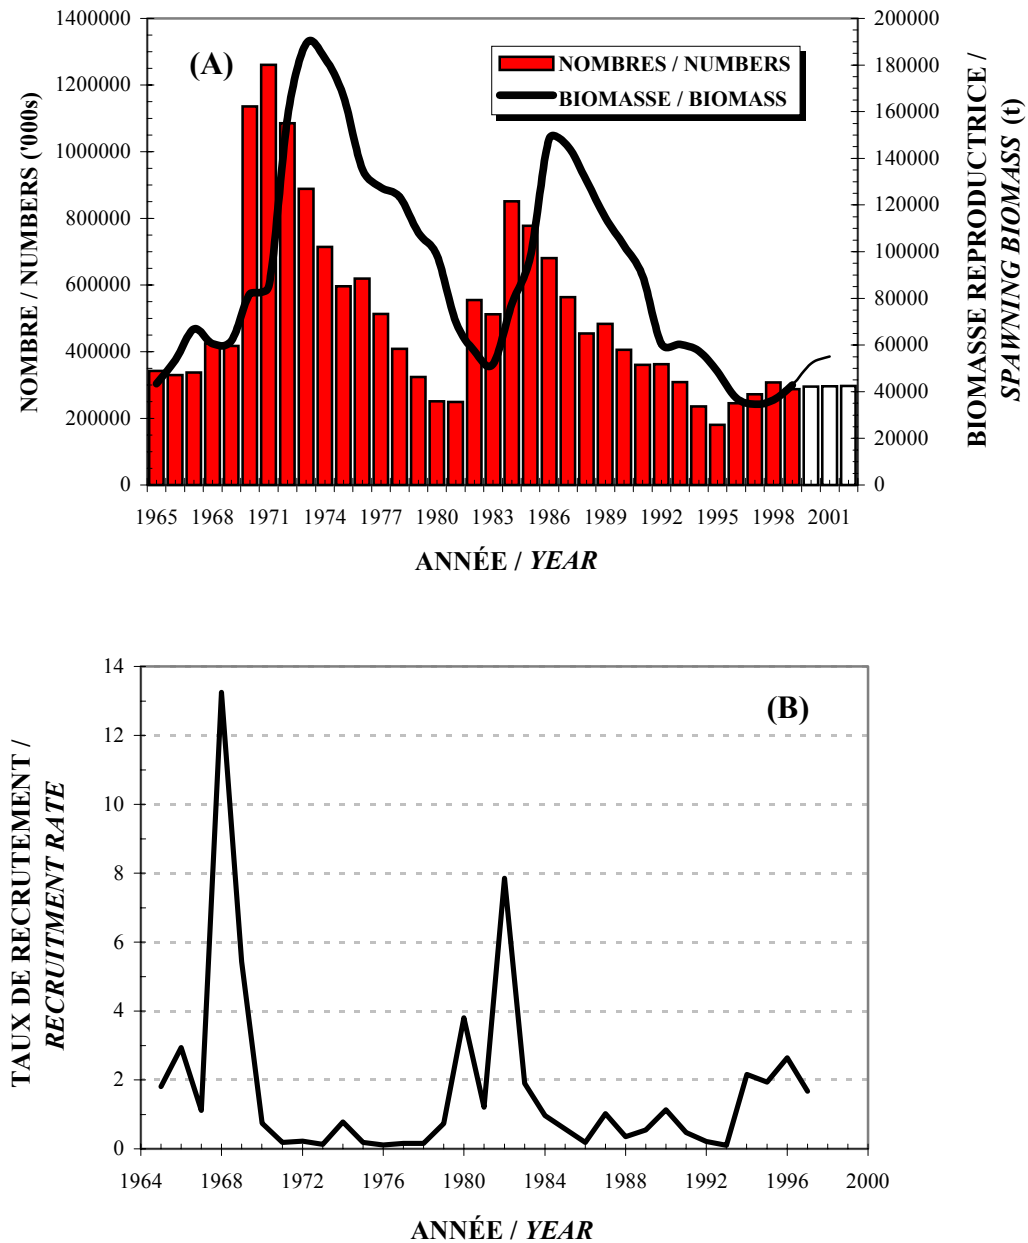 (A)
NOMBRES / NUMBERS
BIOMASSE / BIOMASS
NOMBRE / NUMBERS ('000s)
1400000
1200000
1000000
800000
600000
400000
200000
0
200000
180000
160000
140000
120000
100000
80000
60000
40000
20000
0
BIOMASSE REPRODUCTRICE /
SPAWNING BIOMASS (t)
1965 1968 1971 1974 1977 1980 1983 1986 1989 1992 1995 1998 2001
ANNÉE / YEAR
(B)
TAUX DE RECRUTEMENT /
RECRUITMENT RATE
14
12
10
8
6
4
2
0
1964 1968 1972 1976 1980 1984 1988 1992 1996 2000
ANNÉE / YEAR